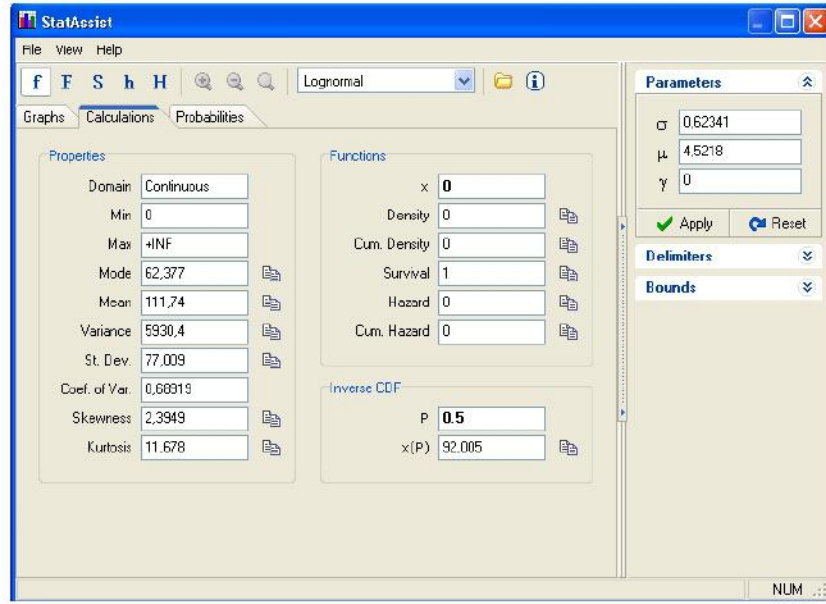 StatAssist
File View Help
f F S h H Lognormal
Graphs Calculations Probabilities
Properties
Domain Continuous
Min 0
Max +INF
Mode 62,377
Mean 111,74
Variance 5930,4
St. Dev. 77,009
Coef. of Var. 0,68919
Skewness 2,3949
Kurtosis 11.678
Functions
x 0
Density 0
Cum. Density 0
Survival 1
Hazard 0
Cum. Hazard 0
Inverse CDF
P 0.5
x(P) 92.005
Parameters
σ 0,62341
μ 4,5218
γ 0
Apply Reset
Delimiters
Bounds
NUM